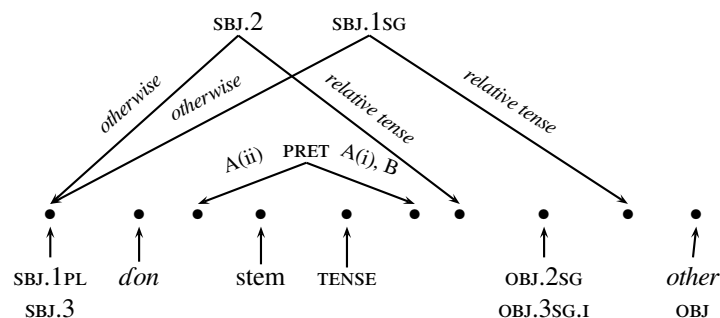 SBJ.2 SBJ.1SG
otherwise otherwise relative tense relative tense
A(ii) PRET A(i), B
SBJ.1PL ɗon stem TENSE OBJ.2SG other
SBJ.3 OBJ.3SG.I OBJ